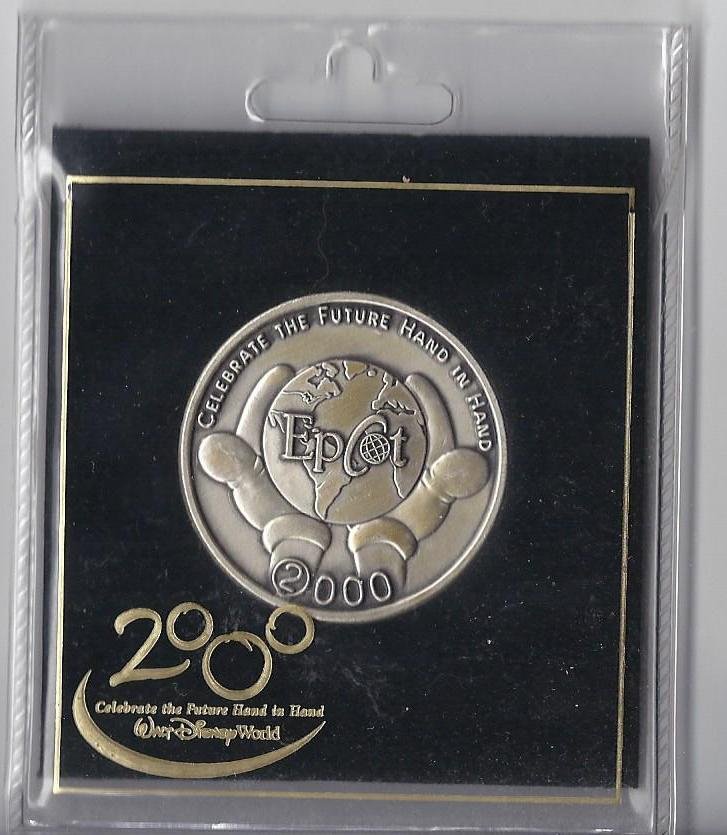 CELEBRATE THE FUTURE HAND IN HAND
Epcot
2000
2000
Celebrate the Future Hand in Hand
Walt Disney World